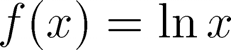 f(x) = ln x